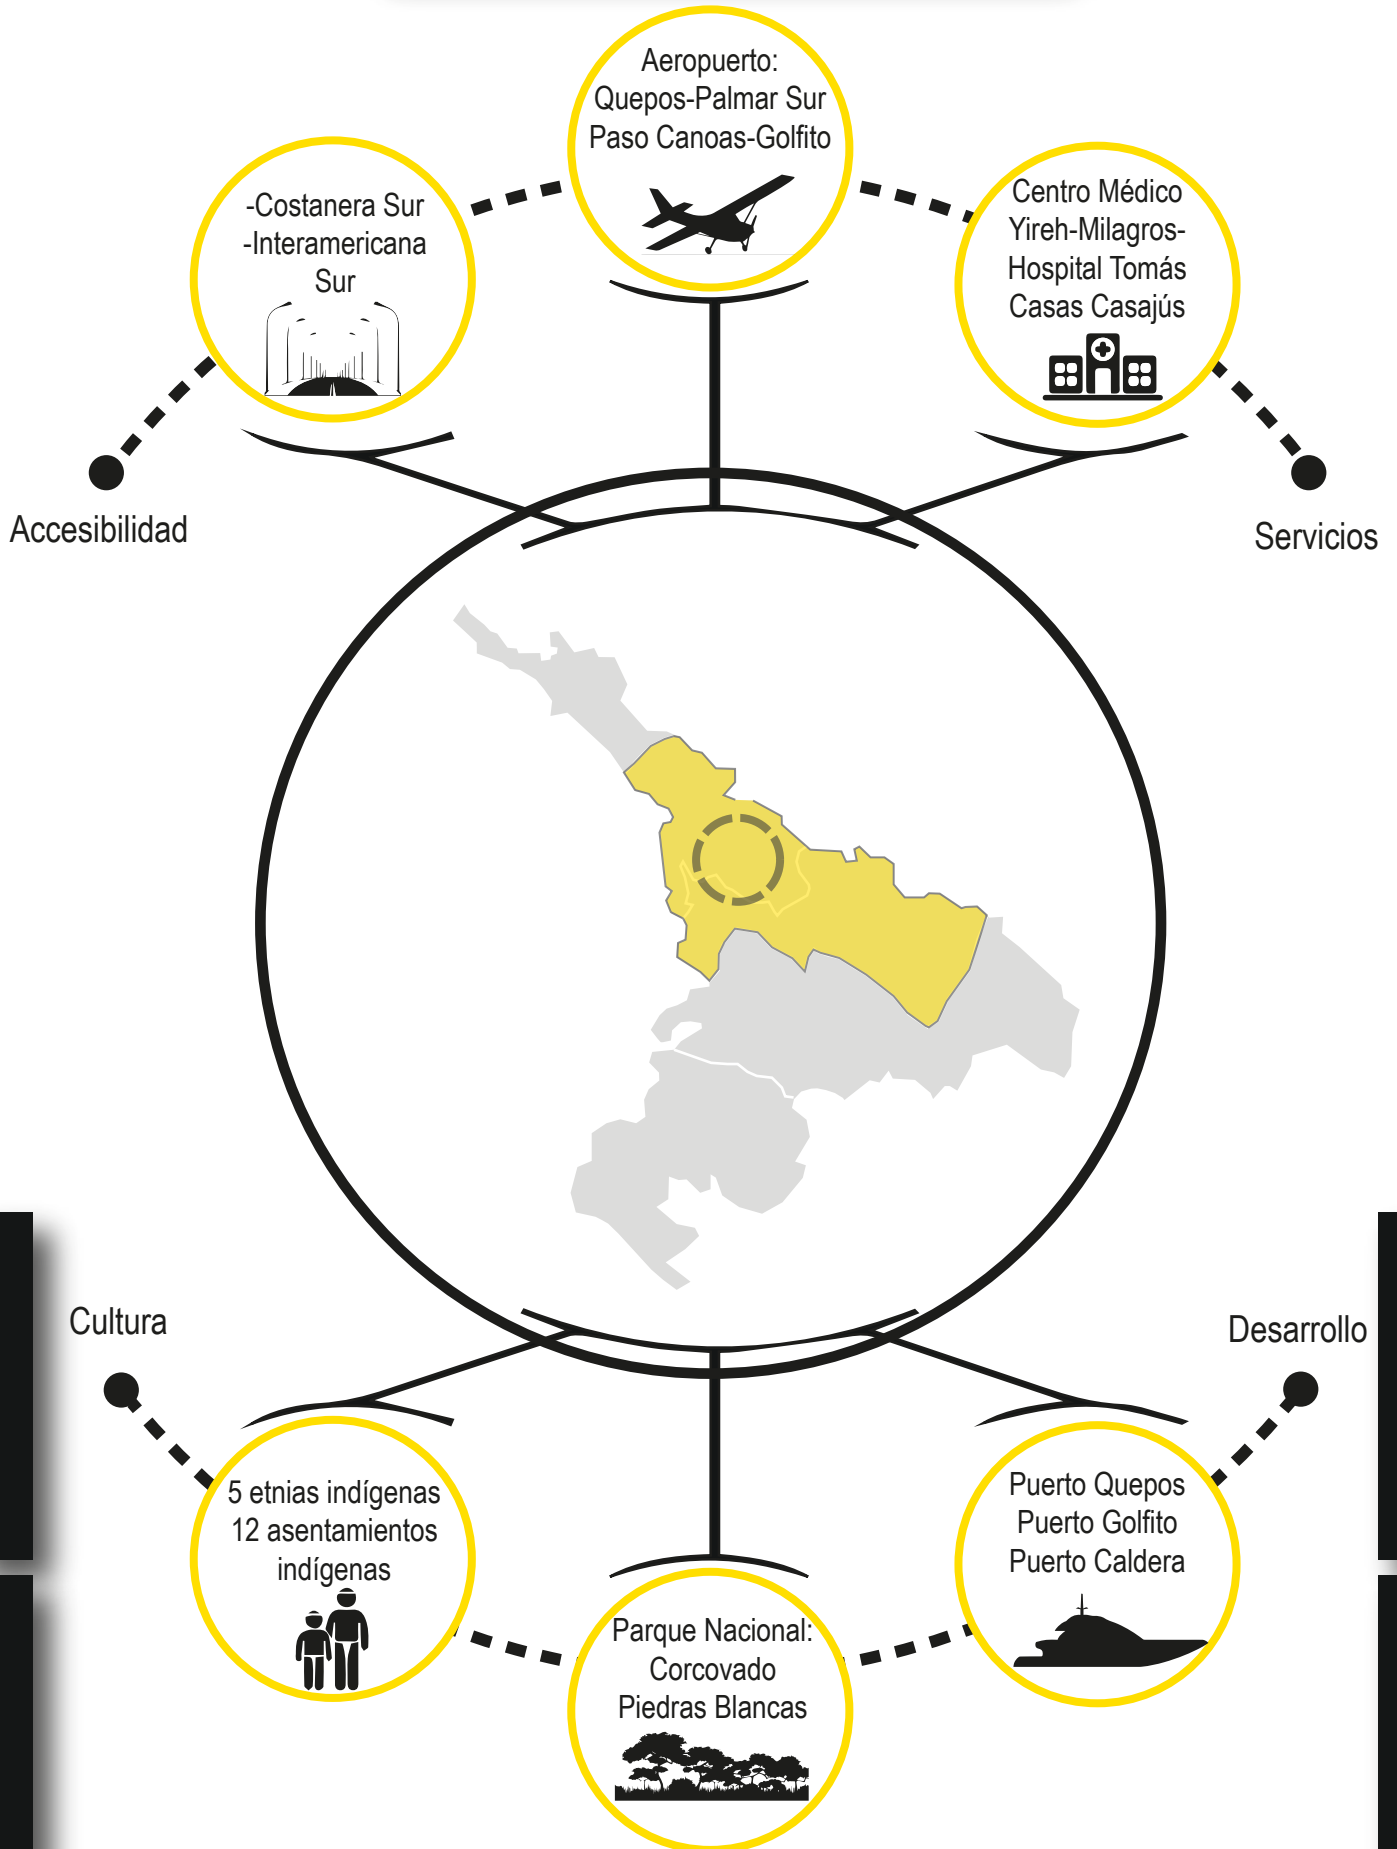 Aeropuerto:
Quepos-Palmar Sur
Paso Canoas-Golfito
-Costanera Sur
-Interamericana
Sur
Centro Médico
Yireh-Milagros-
Hospital Tomás
Casas Casajús
Accesibilidad
Servicios
Cultura
Desarrollo
5 etnias indígenas
12 asentamientos
indígenas
Puerto Quepos
Puerto Golfito
Puerto Caldera
Parque Nacional:
Corcovado
Piedras Blancas